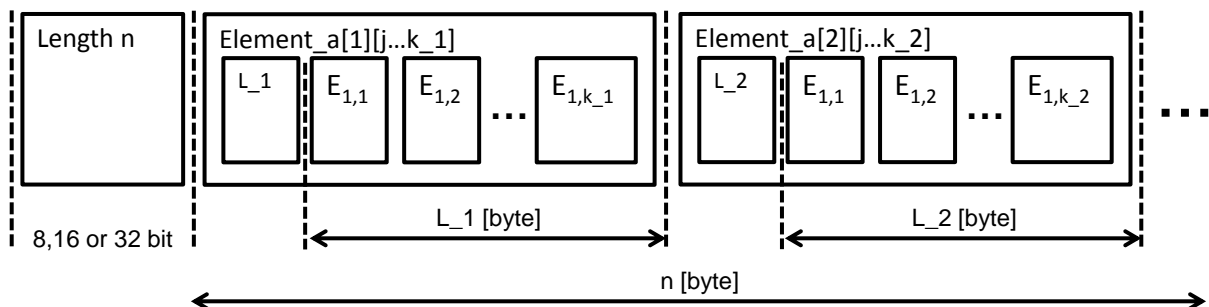 Length n
Element_a[1][j...k_1]
L_1
E1,1
E1,2
...
E1,k_1
Element_a[2][j...k_2]
L_2
E1,1
E1,2
...
E1,k_2
...
8,16 or 32 bit
L_1 [byte]
L_2 [byte]
n [byte]